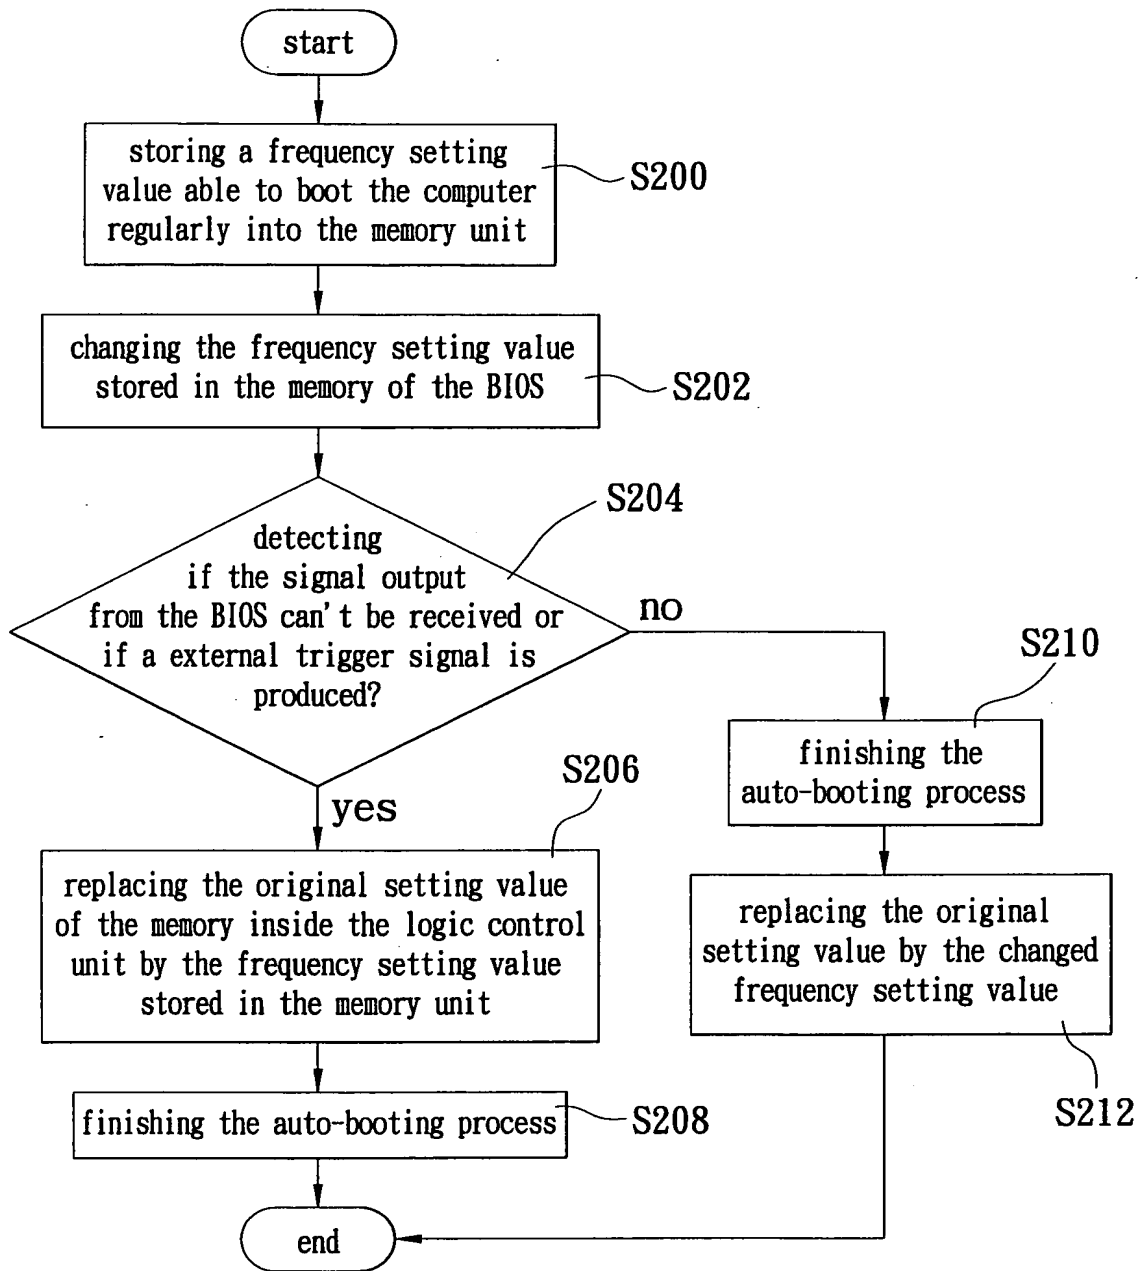 start
storing a frequency setting
value able to boot the computer
regularly into the memory unit
S200
changing the frequency setting value
stored in the memory of the BIOS
S202
detecting
if the signal output
from the BIOS can't be received or
if a external trigger signal is
produced?
S204
no
yes
S206
replacing the original setting value
of the memory inside the logic control
unit by the frequency setting value
stored in the memory unit
finishing the auto-booting process
S208
S210
finishing the
auto-booting process
replacing the original
setting value by the changed
frequency setting value
S212
end